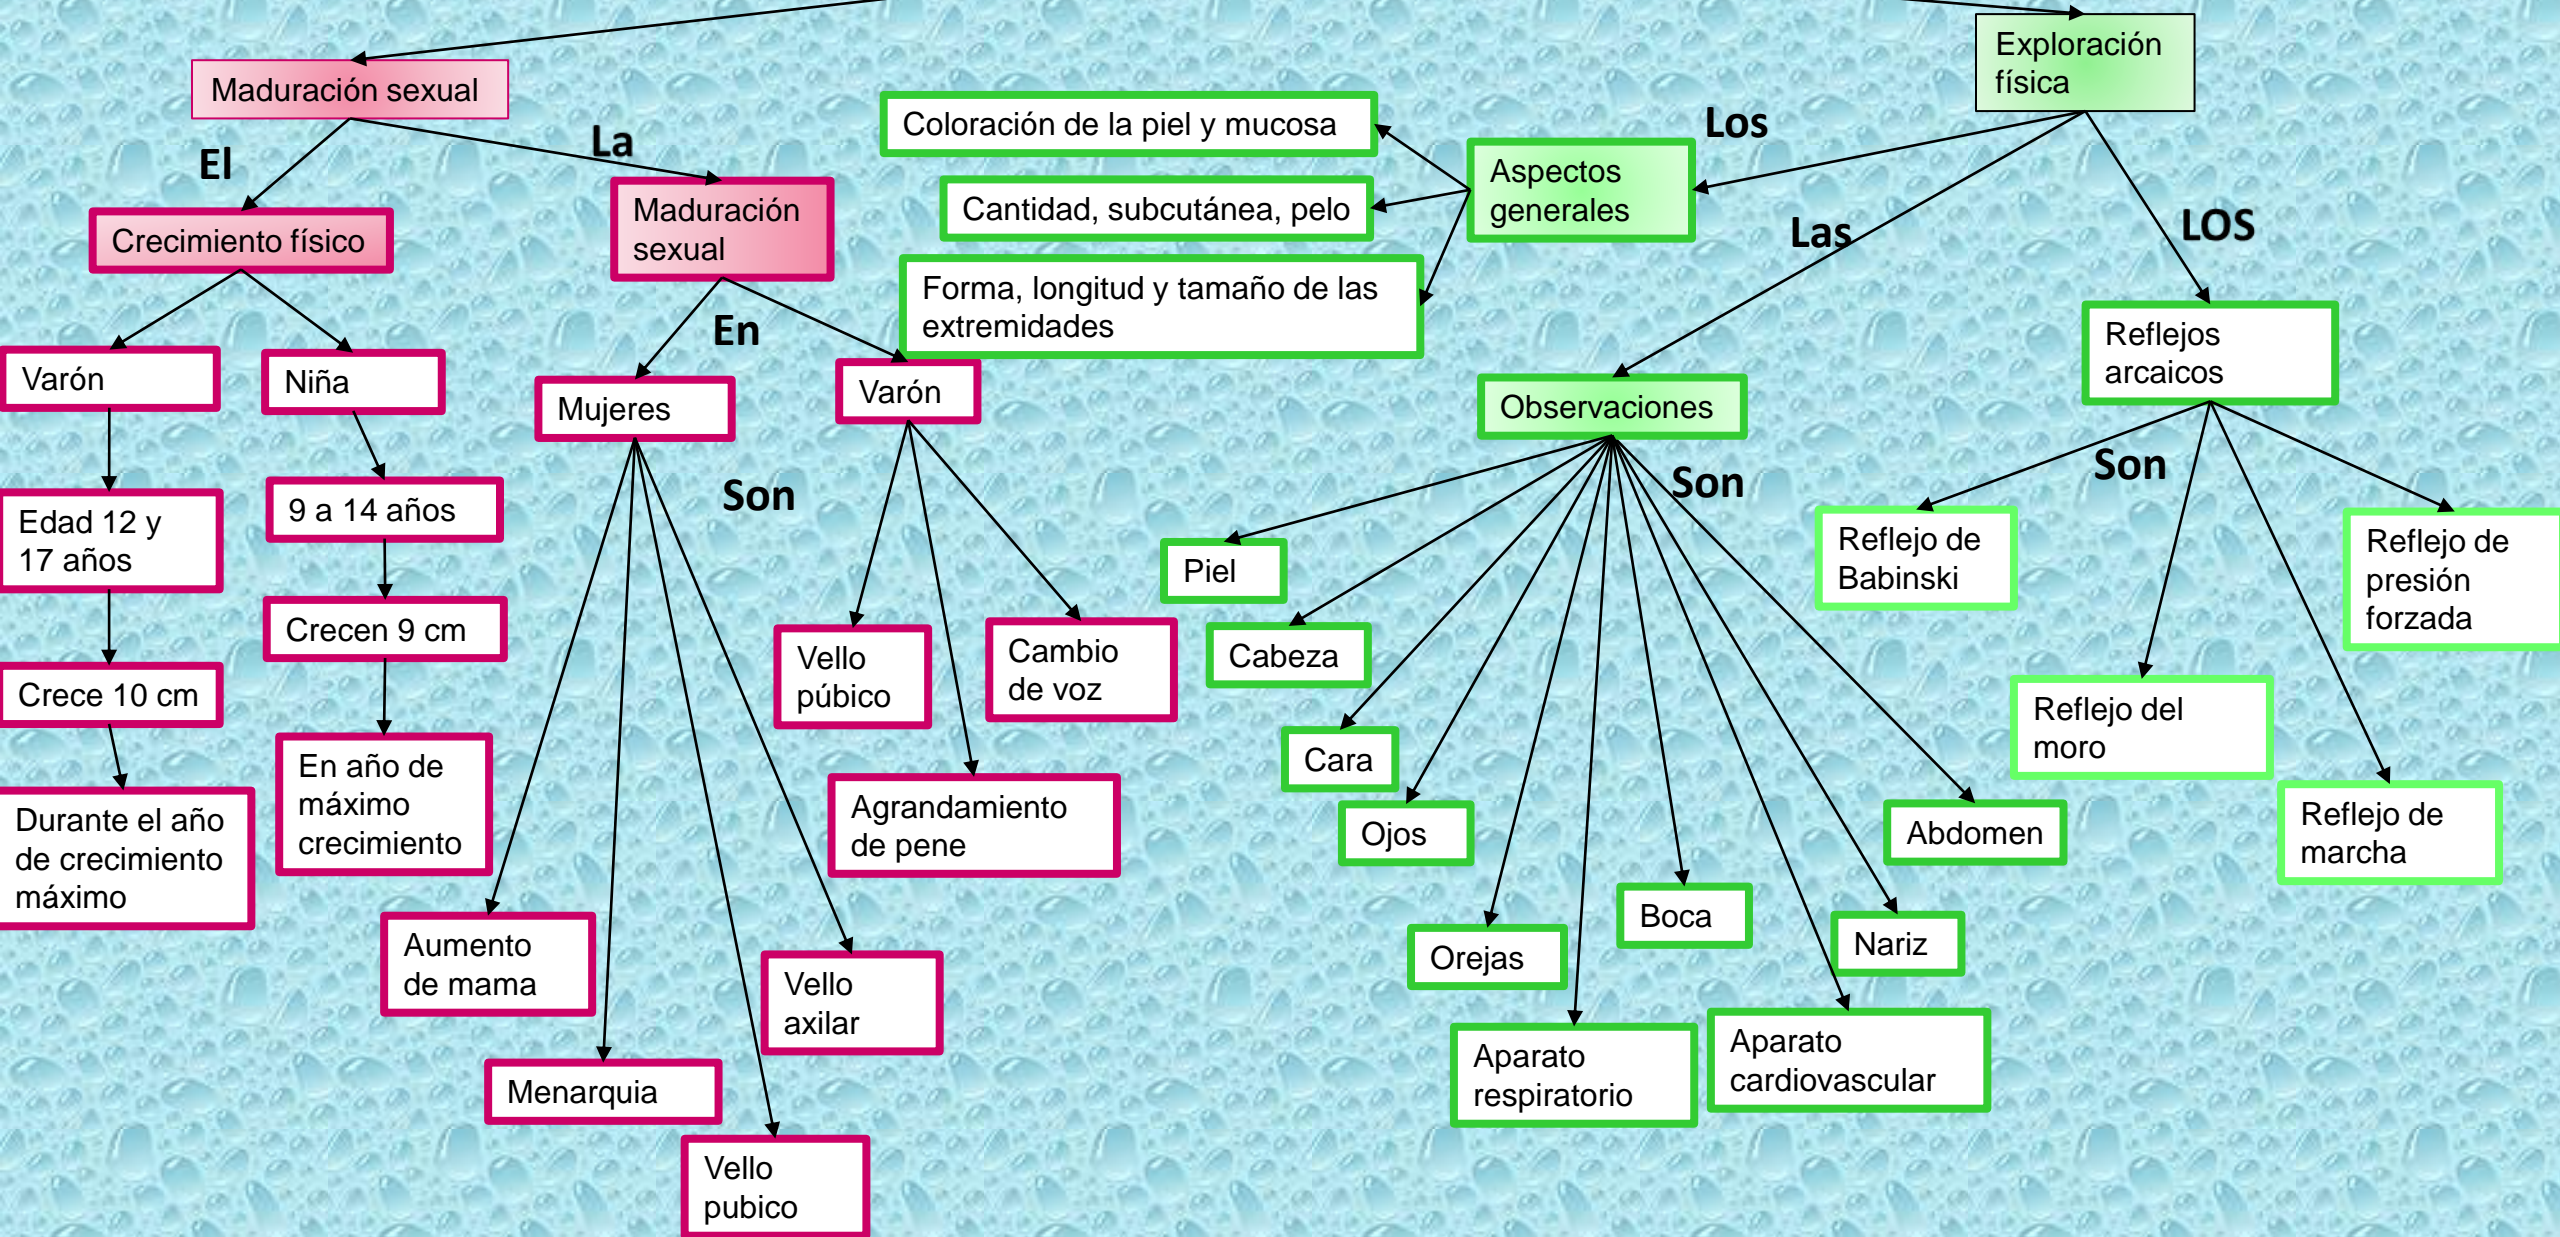 Maduración sexual
El
La
Crecimiento físico
Maduración
sexual
En
Varón
Niña
Mujeres
Varón
Edad 12 y
17 años
9 a 14 años
Son
Crece 10 cm
Crecen 9 cm
Durante el año
de crecimiento
máximo
En año de
máximo
crecimiento
Vello
púbico
Cambio
de voz
Agrandamiento
de pene
Aumento
de mama
Vello
axilar
Menarquia
Vello
pubico
Exploración
física
Los
Coloración de la piel y mucosa
Aspectos
generales
Cantidad, subcutánea, pelo
Forma, longitud y tamaño de las
extremidades
Las
LOS
Observaciones
Reflejos
arcaicos
Son
Son
Piel
Cabeza
Cara
Ojos
Orejas
Aparato
respiratorio
Boca
Aparato
cardiovascular
Nariz
Abdomen
Reflejo de
Babinski
Reflejo del
moro
Reflejo de
marcha
Reflejo de
presión
forzada